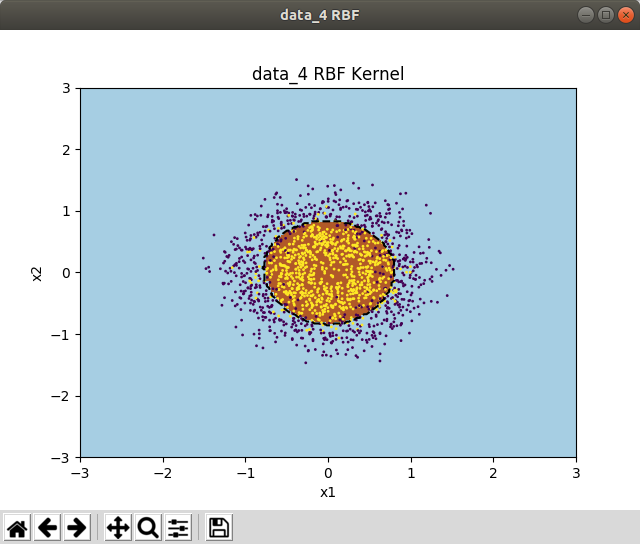 data_4 RBF
data_4 RBF Kernel
3
2
1
0
−1
−2
−3
x2
−3 −2 −1 0 1 2 3
x1